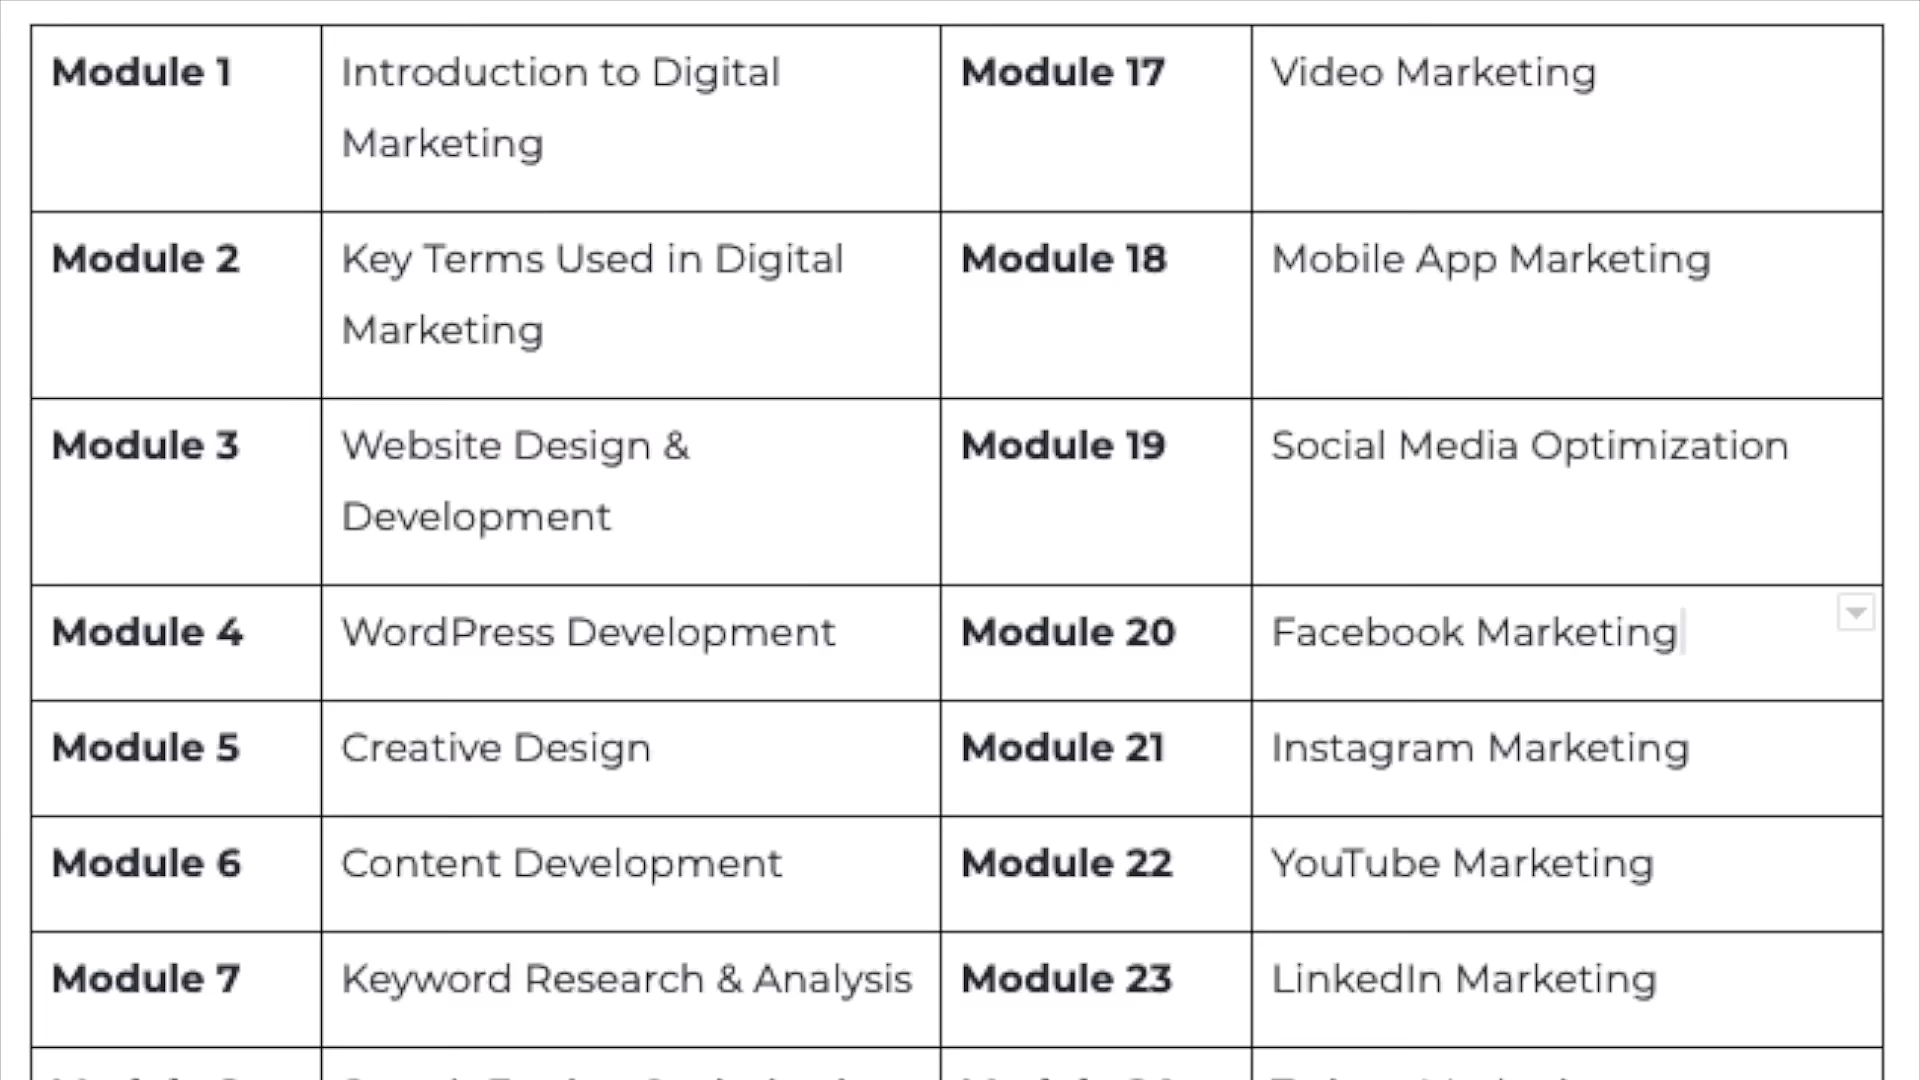 Module 1
Introduction to Digital
Marketing
Module 17
Video Marketing
Module 2
Key Terms Used in Digital
Marketing
Module 18
Mobile App Marketing
Module 3
Website Design &
Development
Module 19
Social Media Optimization
Module 4
WordPress Development
Module 20
Facebook Marketing
Module 5
Creative Design
Module 21
Instagram Marketing
Module 6
Content Development
Module 22
YouTube Marketing
Module 7
Keyword Research & Analysis
Module 23
LinkedIn Marketing